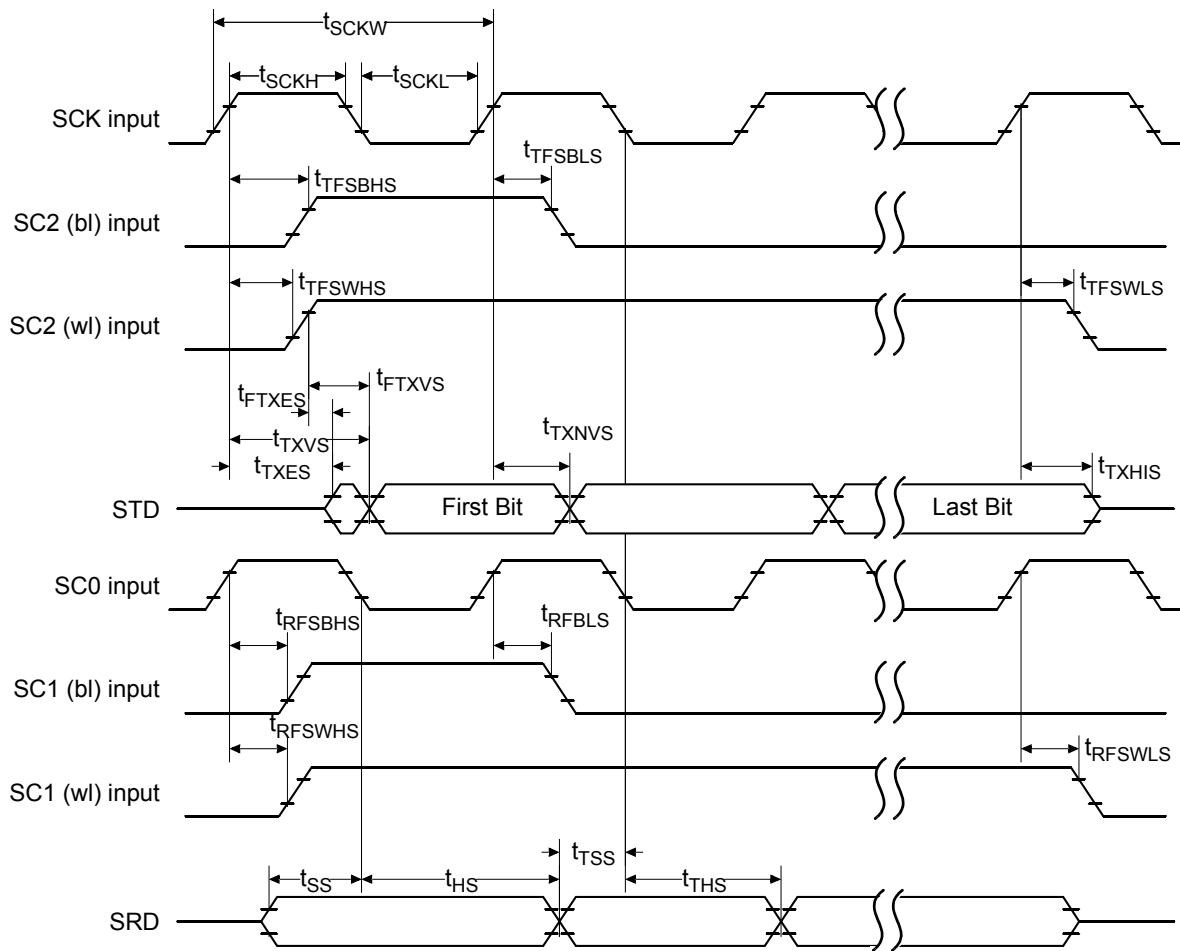 tSCKW
tSCKH
tSCKL
SCK input
tTFSBLS
tTFSBHS
SC2 (bl) input
tTFSWHS
tTFSWLS
SC2 (wl) input
tFTXVS
tFTXES
tTXVS
tTXNVS
tTXES
tTXHIS
STD
First Bit
Last Bit
SC0 input
tRFSBHS
tRFBLS
SC1 (bl) input
tRFSWHS
tRFSWLS
SC1 (wl) input
tTSS
tSS
tHS
tTHS
SRD